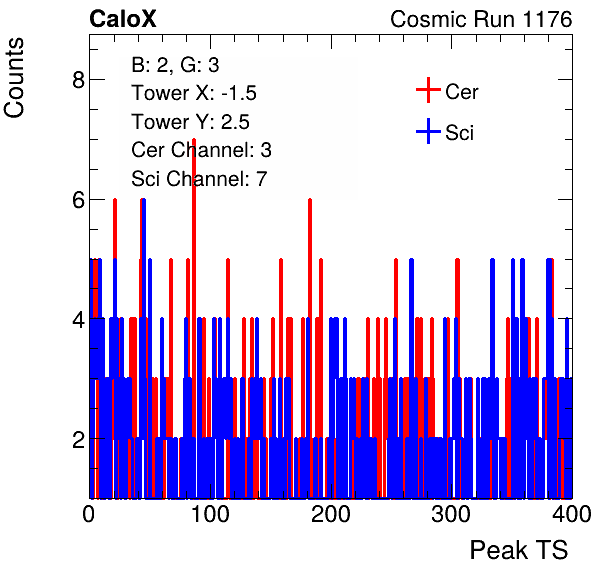 CaloX
Cosmic Run 1176
Counts
B: 2, G: 3
Tower X: -1.5
Tower Y: 2.5
Cer Channel: 3
Sci Channel: 7
Cer
Sci
8
6
4
2
0 100 200 300 400
Peak TS